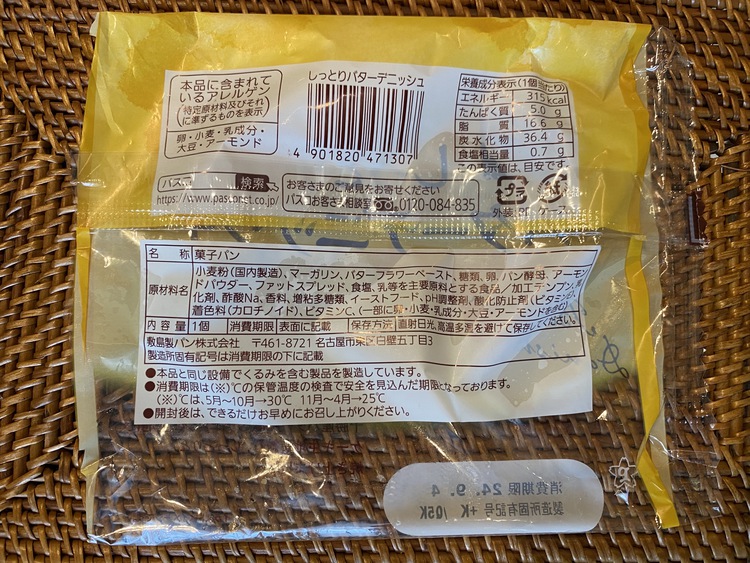 本品に含まれて
いるアレルゲン
(特定原材料及びそれ
に準ずるものを表示)
卵・小麦・乳成分・
大豆・アーモンド
しっとりバターデニッシュ
4 901820 471307
栄養成分表示(1個当たり)
エネルギー 315 kcal
たんぱく質 5.0 g
脂質 16.6 g
炭水化物 36.4 g
食塩相当量 0.7 g
この表示値は、目安です。
パスコ 検索
https://www.pasconet.co.jp/
お客さまのご意見をお寄せください
パスコお客さま相談室 0120-084-835
プラ プラ
外装:PE ケース
名称 菓子パン
原材料名 小麦粉(国内製造)、マーガリン、バターフラワーペースト、糖類、卵、パン酵母、アーモン
ドパウダー、ファットスプレッド、食塩、乳等を主要原料とする食品/加工デンプン、乳
化剤、酢酸Na、香料、増粘多糖類、イーストフード、pH調整剤、酸化防止剤(ビタミンE)、
着色料(カロチノイド)、ビタミンC、(一部に卵・小麦・乳成分・大豆・アーモンドを含む)
内容量 1個 消費期限 表面に記載 保存方法 直射日光、高温多湿を避けて保存してください。
敷島製パン株式会社 〒461-8721 名古屋市東区白壁五丁目3
製造所固有記号は消費期限の下に記載
●本品と同じ設備でくるみを含む製品を製造しています。
●消費期限は(※)℃の保管温度の検査で安全を見込んだ期限となっております。
(※)℃は、5月～10月→30℃ 11月～4月→25℃
●開封後は、できるだけお早めにお召し上がりください。
消費期限 24. 9. 4
製造所固有記号 +K /05K